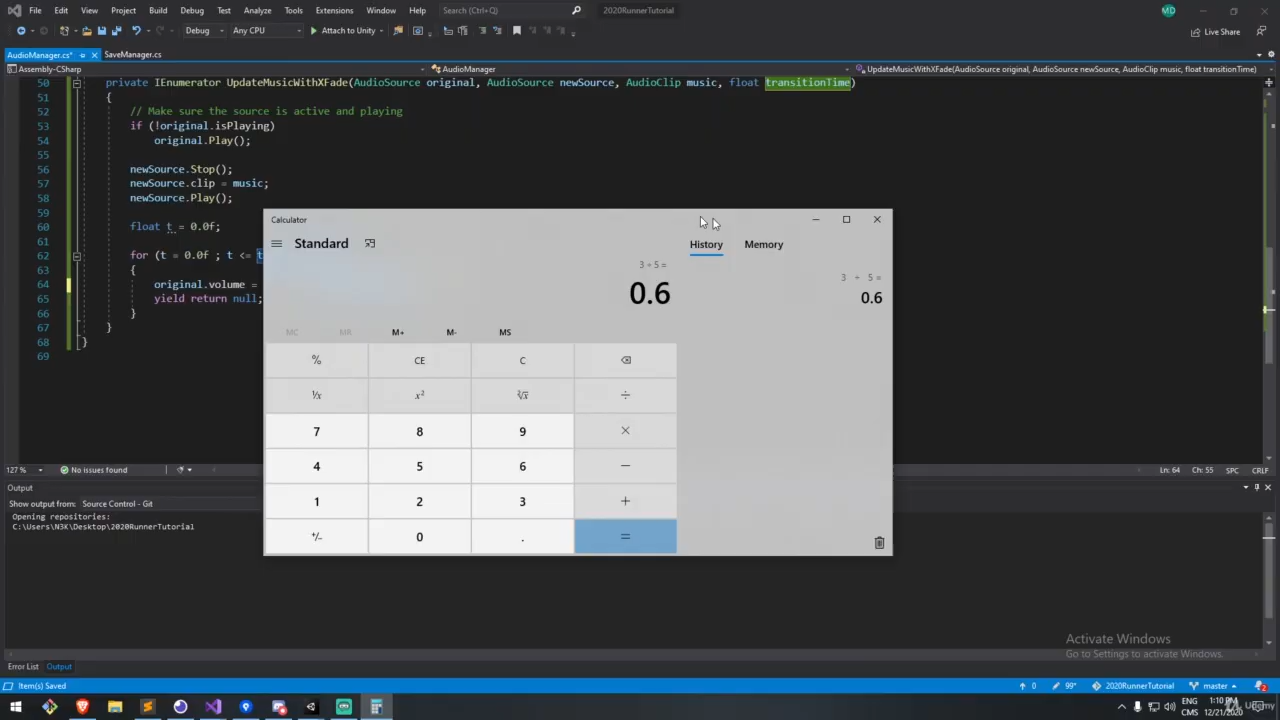 File Edit View Git Project Build Debug Test Analyze Tools Extensions Window Help Search (Ctrl+Q) 2020RunnerTutorial MD
Debug Any CPU Attach to Unity Live Share
AudioManager.cs* SaveManager.cs
Assembly-CSharp AudioManager UpdateMusicWithXFade(AudioSource original, AudioSource newSource, AudioClip music, float transitionTime)
50 private IEnumerator UpdateMusicWithXFade(AudioSource original, AudioSource newSource, AudioClip music, float transitionTime)
51 {
52 // Make sure the source is active and playing
53 if (!original.isPlaying)
54 original.Play();
55
56 newSource.Stop();
57 newSource.clip = music;
58 newSource.Play();
59
60 float t = 0.0f;
61
62 for (t = 0.0f ; t <= t
63 {
64 original.volume =
65 yield return null;
66 }
67 }
68 }
69
Calculator
Standard
History Memory
3 ÷ 5 =
0.6
3 ÷ 5 =
0.6
MC MR M+ M- MS
% CE C
¹/x x² ²√x ÷
7 8 9 ×
4 5 6 −
1 2 3 +
+/− 0 . =
127 % No issues found Ln: 64 Ch: 55 SPC CRLF
Output
Show output from: Source Control - Git
Opening repositories:
C:\Users\N3K\Desktop\2020RunnerTutorial
Activate Windows
Go to Settings to activate Windows.
Error List Output
Item(s) Saved 0 99+ 2020RunnerTutorial master 2
ENG 1:10 PM
CMS 12/21/2020
Udemy